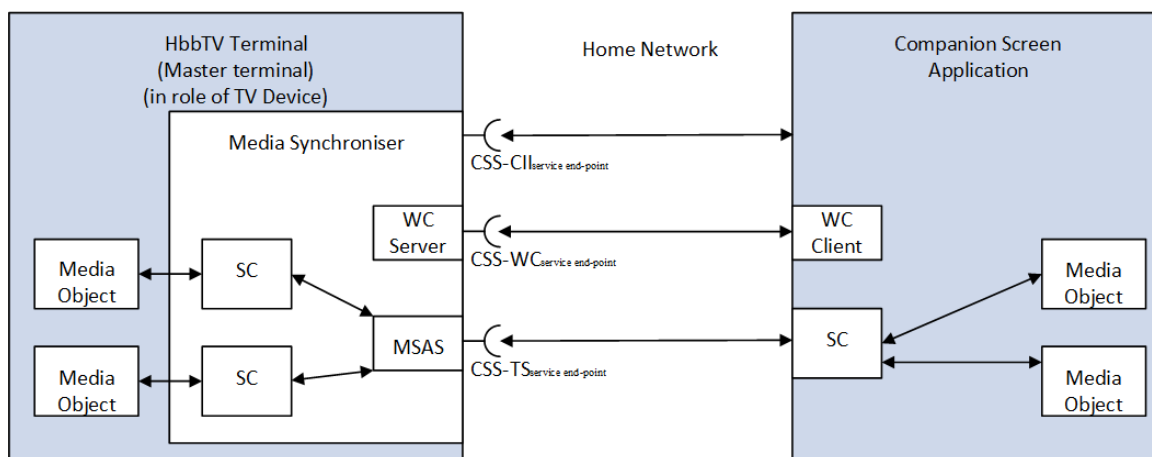 HbbTV Terminal
(Master terminal)
(in role of TV Device)
Home Network
Companion Screen
Application
Media Synchroniser
CSS-CIIservice end-point
WC
Server
CSS-WCservice end-point
WC
Client
Media
Object
SC
Media
Object
MSAS
CSS-TSservice end-point
SC
Media
Object
SC
Media
Object